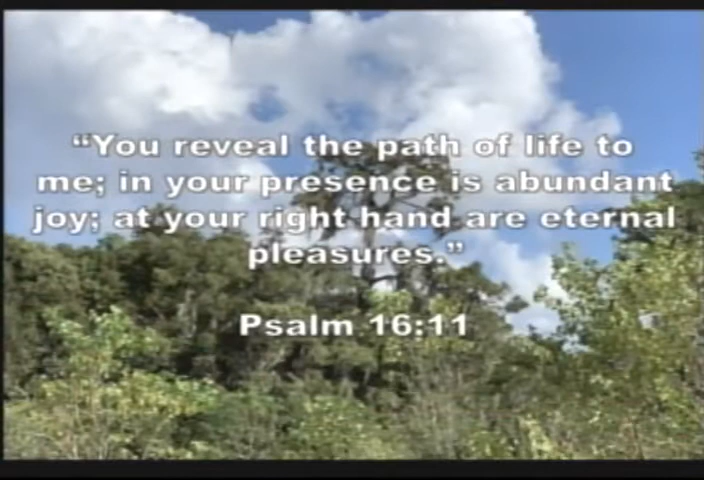 “You reveal the path of life to
me; in your presence is abundant
joy; at your right hand are eternal
pleasures.”
Psalm 16:11